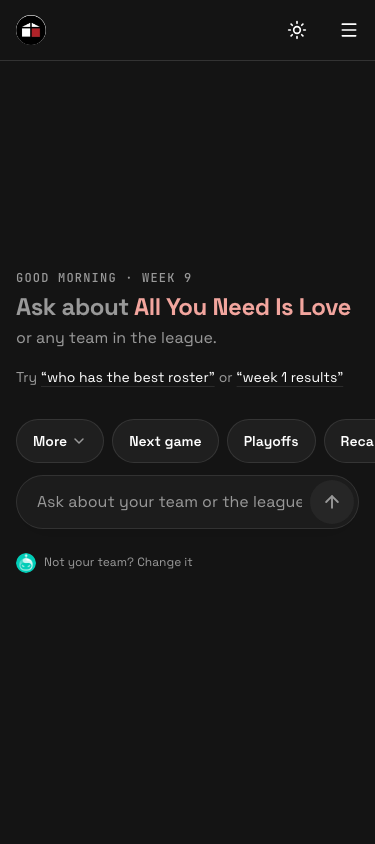 GOOD MORNING · WEEK 9
Ask about All You Need Is Love
or any team in the league.
Try “who has the best roster” or “week 1 results”
More
Next game
Playoffs
Reca
Ask about your team or the league
Not your team? Change it